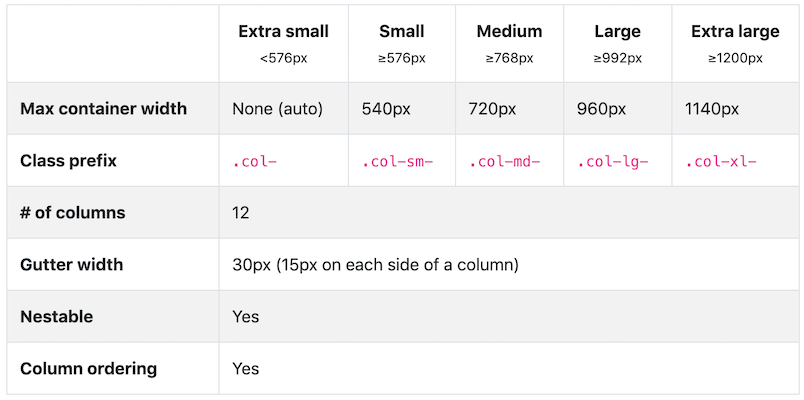 Extra small Small Medium Large Extra large
<576px ≥576px ≥768px ≥992px ≥1200px
Max container width None (auto) 540px 720px 960px 1140px
Class prefix .col- .col-sm- .col-md- .col-lg- .col-xl-
# of columns 12
Gutter width 30px (15px on each side of a column)
Nestable Yes
Column ordering Yes